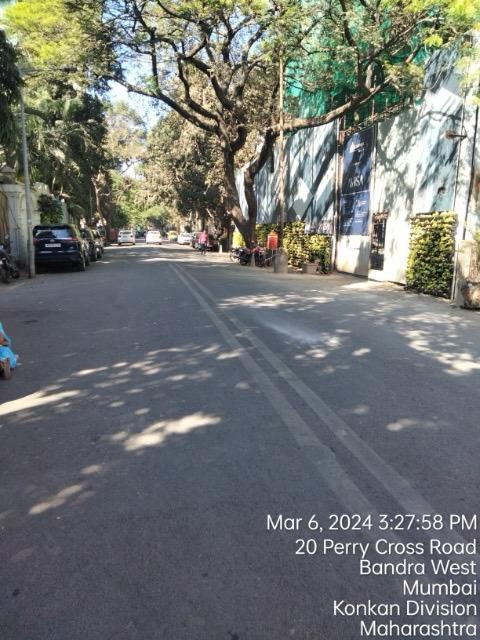 Mar 6, 2024 3:27:58 PM
20 Perry Cross Road
Bandra West
Mumbai
Konkan Division
Maharashtra